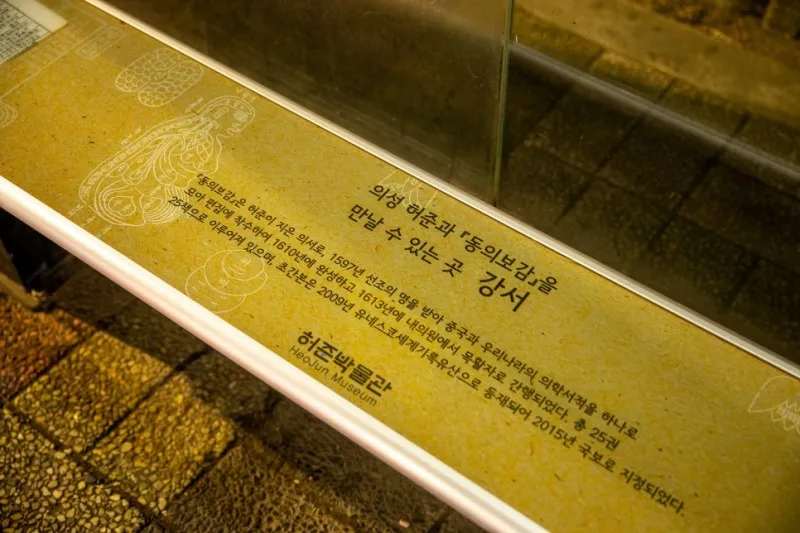 의성 허준과 『동의보감』을
만날 수 있는 곳 강서
『동의보감』은 허준이 지은 의서로, 1597년 선조의 명을 받아 중국과 우리나라의 의학서적을 하나로
모아 편집에 착수하여 1610년에 완성하고 1613년에 내의원에서 목활자로 간행되었다. 총 25권
25책으로 이루어져 있으며, 초간본은 2009년 유네스코세계기록유산으로 등재되어 2015년 국보로 지정되었다.
허준박물관
HeoJun Museum